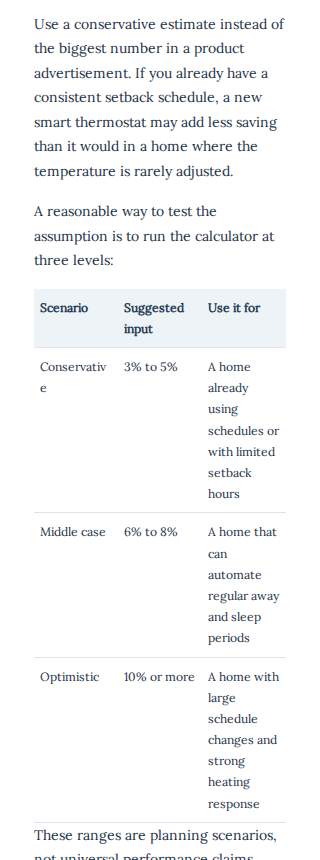 Use a conservative estimate instead of
the biggest number in a product
advertisement. If you already have a
consistent setback schedule, a new
smart thermostat may add less saving
than it would in a home where the
temperature is rarely adjusted.
A reasonable way to test the
assumption is to run the calculator at
three levels:
Scenario Suggested input Use it for
Conservativ
e
3% to 5%
A home
already
using
schedules or
with limited
setback
hours
Middle case
6% to 8%
A home that
can
automate
regular away
and sleep
periods
Optimistic
10% or more
A home with
large
schedule
changes and
strong
heating
response
These ranges are planning scenarios,
not universal performance claims.